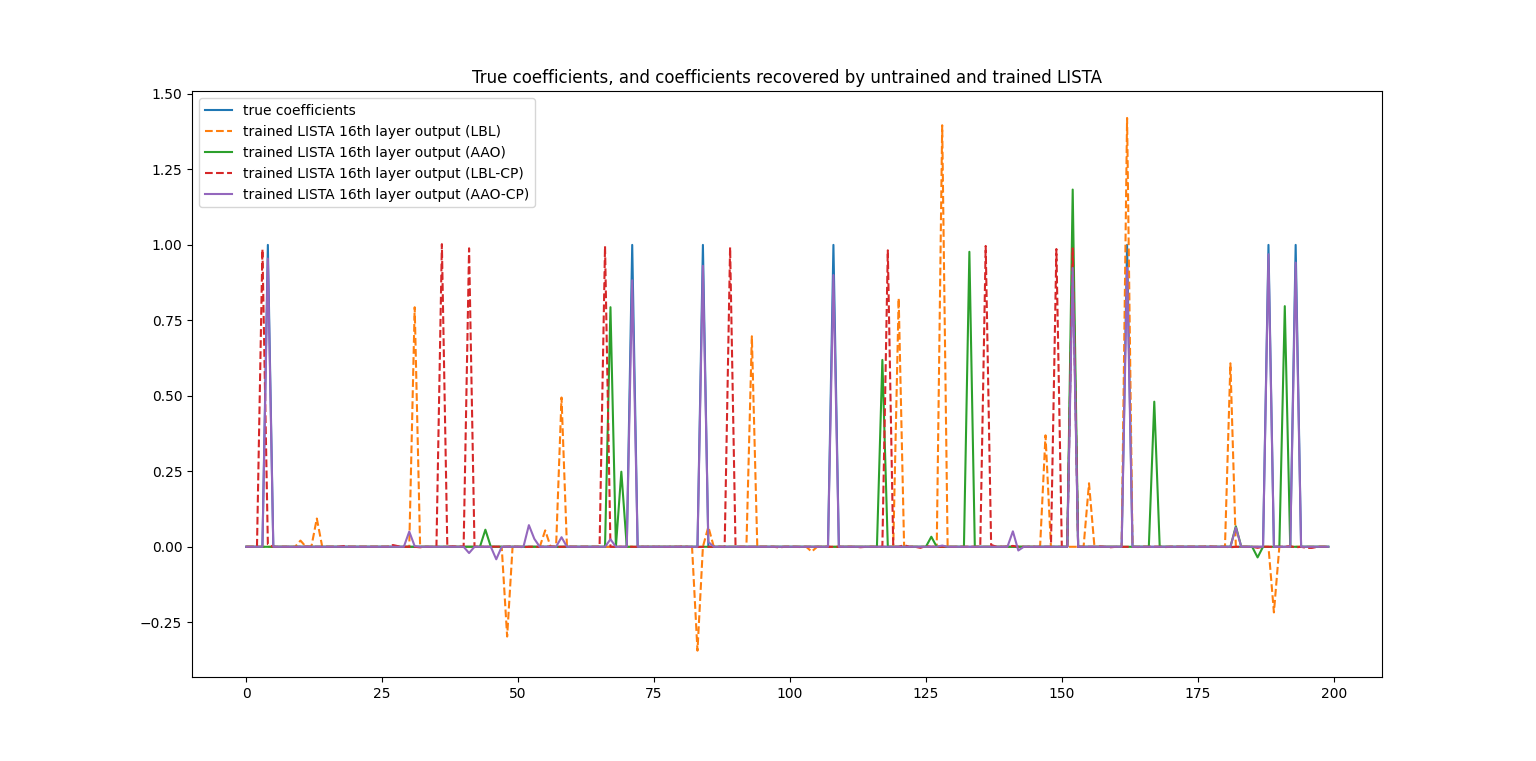 True coefficients, and coefficients recovered by untrained and trained LISTA
1.50
1.25
1.00
0.75
0.50
0.25
0.00
−0.25
true coefficients
trained LISTA 16th layer output (LBL)
trained LISTA 16th layer output (AAO)
trained LISTA 16th layer output (LBL-CP)
trained LISTA 16th layer output (AAO-CP)
0 25 50 75 100 125 150 175 200